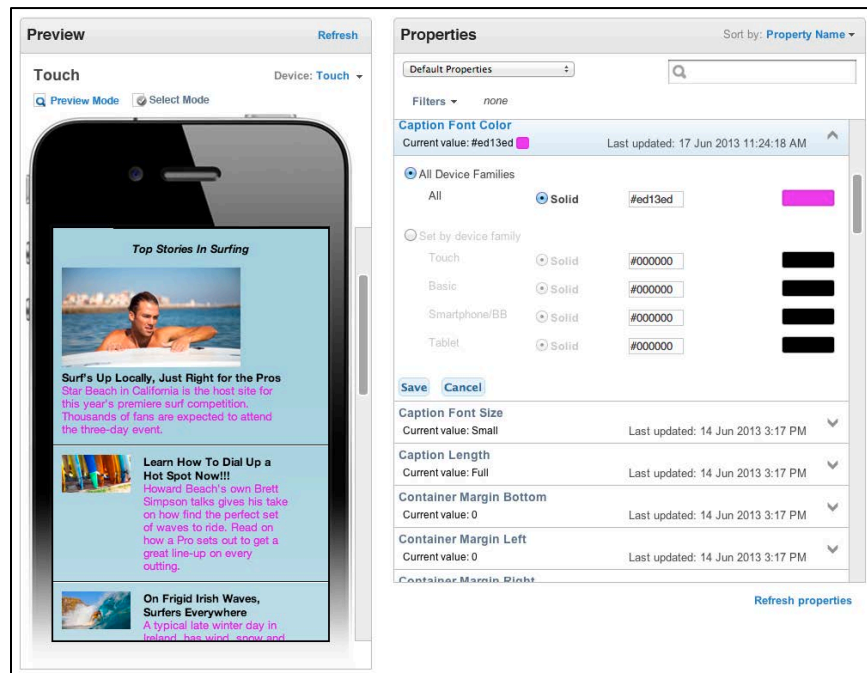 Preview
Refresh
Touch
Device: Touch
Preview Mode
Select Mode
Top Stories In Surfing
Surf's Up Locally, Just Right for the Pros
Star Beach in California is the host site for
this year's premiere surf competition.
Thousands of fans are expected to attend
the three-day event.
Learn How To Dial Up a
Hot Spot Now!!!
Howard Beach's own Brett
Simpson talks gives his take
on how find the perfect set
of waves to ride. Read on
how a Pro sets out to get a
great line-up on every
outting.
On Frigid Irish Waves,
Surfers Everywhere
A typical late winter day in
Ireland, has wind, snow and
Properties
Sort by: Property Name
Default Properties
Filters
none
Caption Font Color
Current value: #ed13ed
Last updated: 17 Jun 2013 11:24:18 AM
All Device Families
All
Solid
#ed13ed
Set by device family
Touch
Solid
#000000
Basic
Solid
#000000
Smartphone/BB
Solid
#000000
Tablet
Solid
#000000
Save
Cancel
Caption Font Size
Current value: Small
Last updated: 14 Jun 2013 3:17 PM
Caption Length
Current value: Full
Last updated: 14 Jun 2013 3:17 PM
Container Margin Bottom
Current value: 0
Last updated: 14 Jun 2013 3:17 PM
Container Margin Left
Current value: 0
Last updated: 14 Jun 2013 3:17 PM
Container Margin Right
Refresh properties